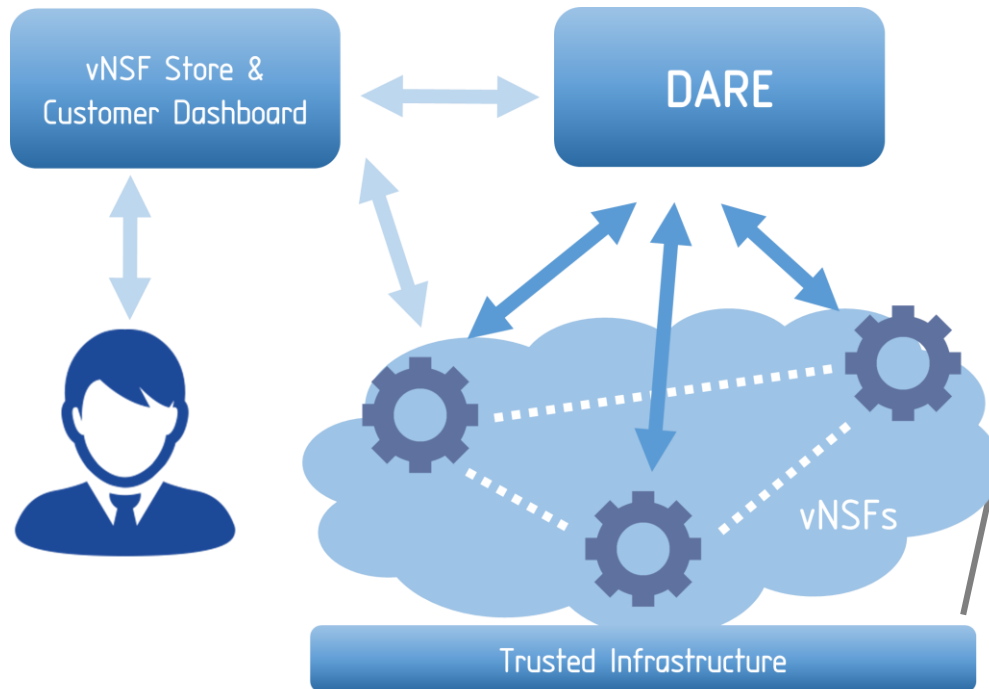 vNSF Store &
Customer Dashboard
DARE
vNSFs
Trusted Infrastructure